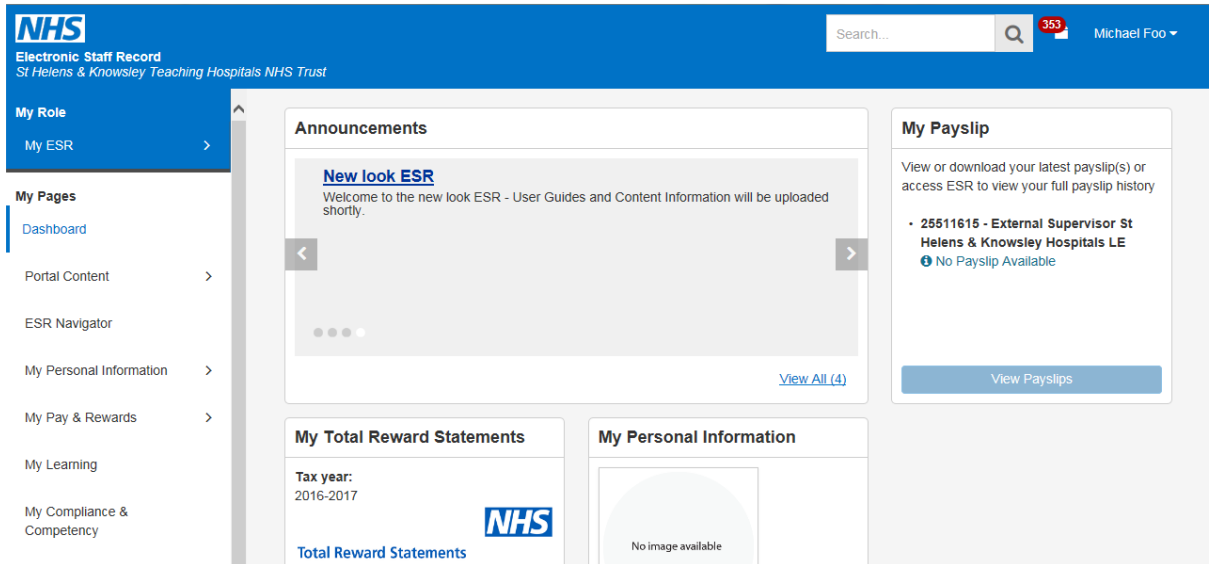 NHS
Electronic Staff Record
St Helens & Knowsley Teaching Hospitals NHS Trust
Search...
353
Michael Foo
My Role
My ESR
My Pages
Dashboard
Portal Content
ESR Navigator
My Personal Information
My Pay & Rewards
My Learning
My Compliance &
Competency
Announcements
New look ESR
Welcome to the new look ESR - User Guides and Content Information will be uploaded
shortly.
View All (4)
My Payslip
View or download your latest payslip(s) or
access ESR to view your full payslip history
25511615 - External Supervisor St
Helens & Knowsley Hospitals LE
No Payslip Available
View Payslips
My Total Reward Statements
Tax year:
2016-2017
NHS
Total Reward Statements
My Personal Information
No image available